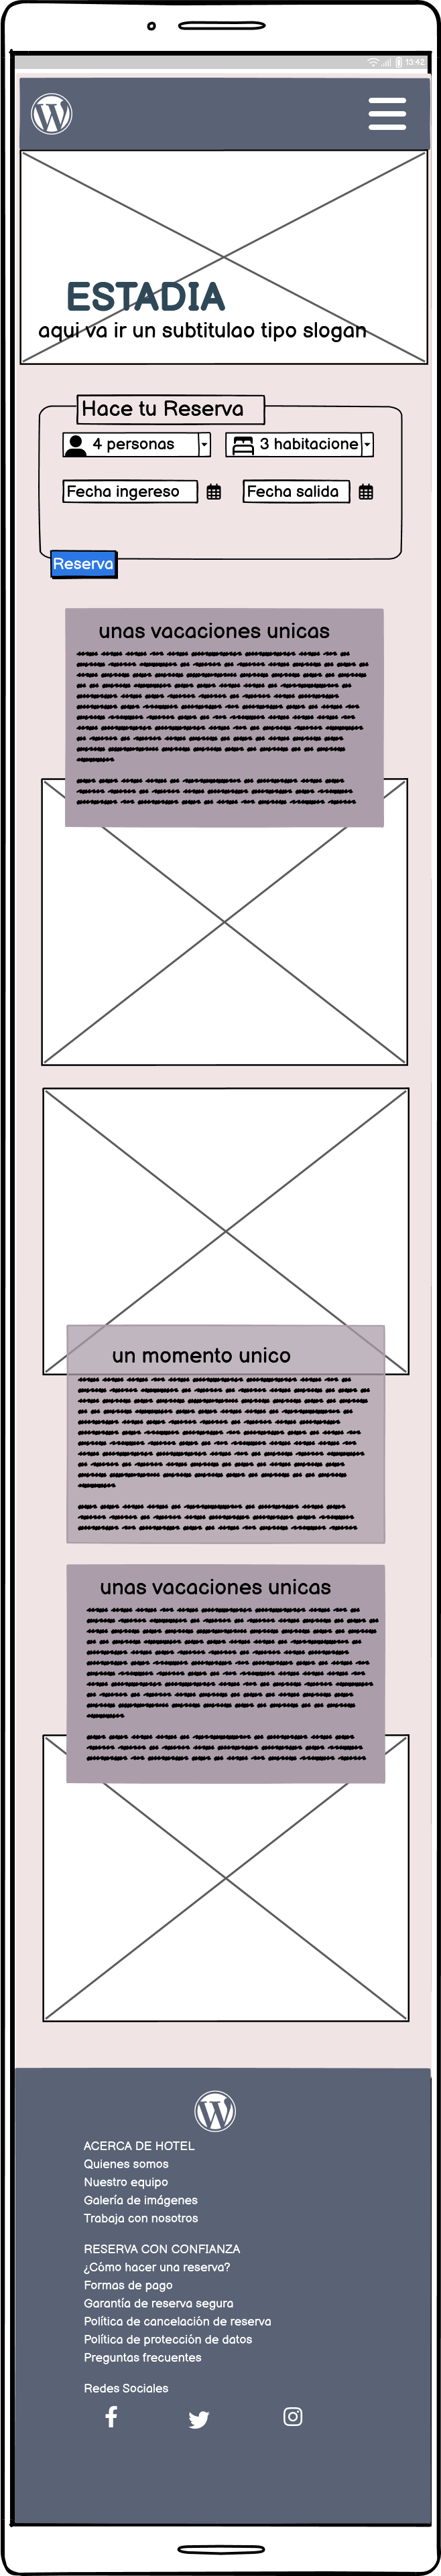 13:42
ESTADIA
aqui va ir un subtitulao tipo slogan
Hace tu Reserva
4 personas
3 habitacione
Fecha ingereso
Fecha salida
Reserva
unas vacaciones unicas
un momento unico
unas vacaciones unicas
ACERCA DE HOTEL
Quienes somos
Nuestro equipo
Galería de imágenes
Trabaja con nosotros
RESERVA CON CONFIANZA
¿Cómo hacer una reserva?
Formas de pago
Garantía de reserva segura
Política de cancelación de reserva
Política de protección de datos
Preguntas frecuentes
Redes Sociales